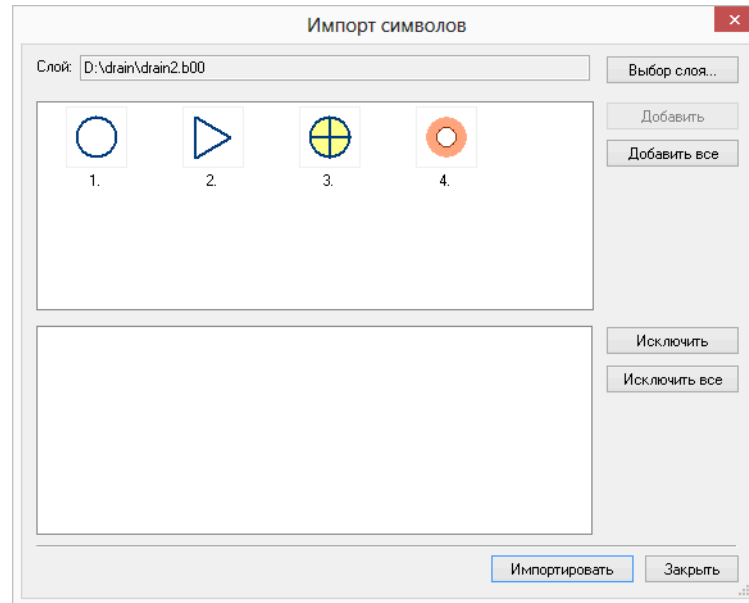 Импорт символов
Слой: D:\drain\drain2.b00
Выбор слоя...
Добавить
Добавить все
1. 2. 3. 4.
Исключить
Исключить все
Импортировать Закрыть